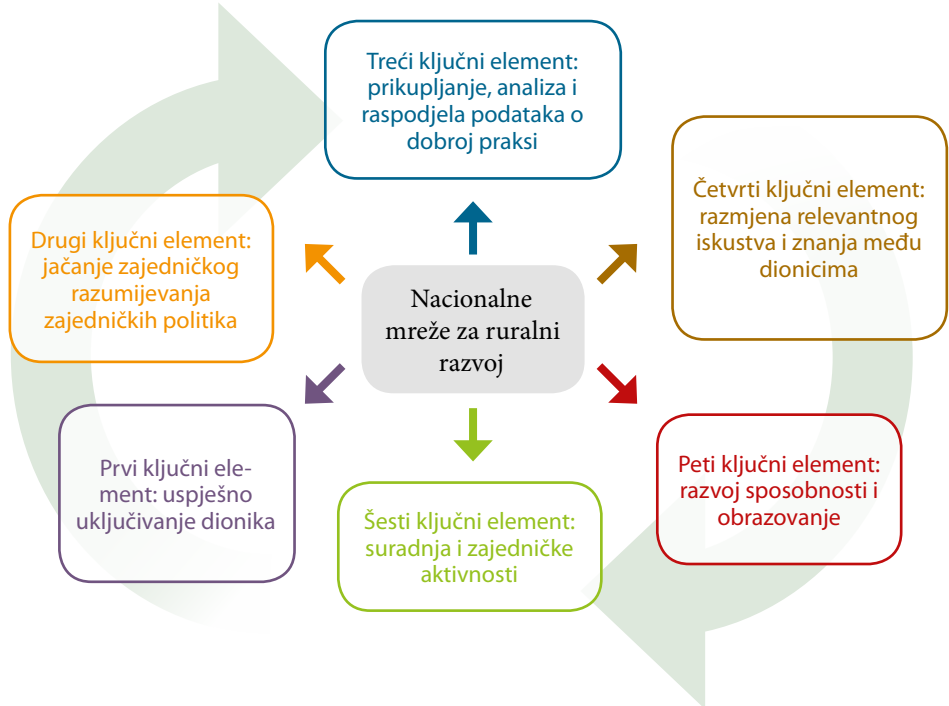 Treći ključni element:
prikupljanje, analiza i
raspodjela podataka o
dobroj praksi
Četvrti ključni element:
razmjena relevantnog
iskustva i znanja među
dionicima
Drugi ključni element:
jačanje zajedničkog
razumijevanja
zajedničkih politika
Nacionalne
mreže za ruralni
razvoj
Prvi ključni ele-
ment: uspješno
uključivanje dionika
Šesti ključni element:
suradnja i zajedničke
aktivnosti
Peti ključni element:
razvoj sposobnosti i
obrazovanje